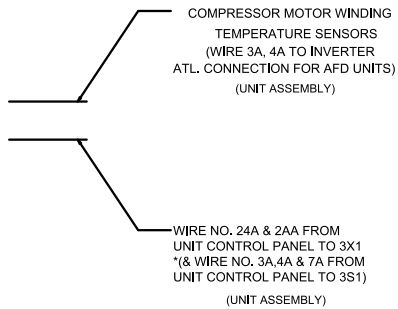 COMPRESSOR MOTOR WINDING
TEMPERATURE SENSORS
(WIRE 3A, 4A TO INVERTER
ATL. CONNECTION FOR AFD UNITS)
(UNIT ASSEMBLY)
WIRE NO. 24A & 2AA FROM
UNIT CONTROL PANEL TO 3X1
*(& WIRE NO. 3A,4A & 7A FROM
UNIT CONTROL PANEL TO 3S1)
(UNIT ASSEMBLY)